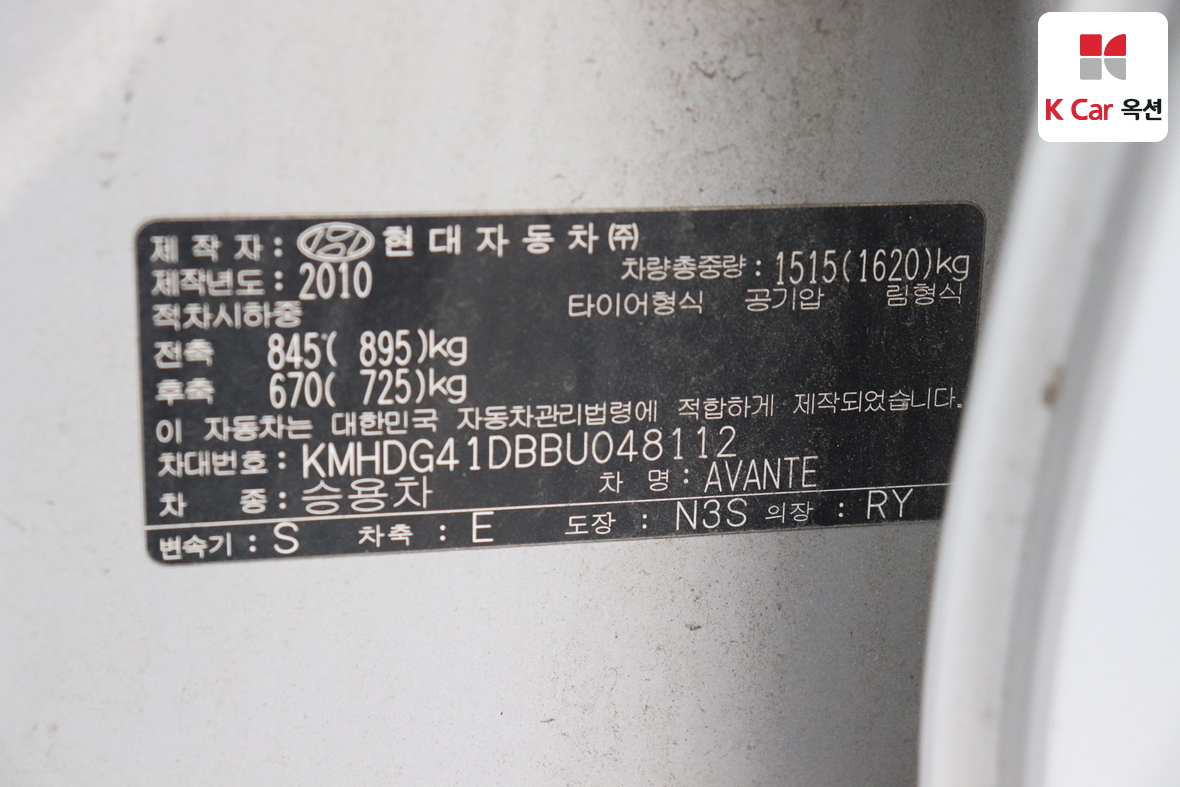 K Car 옥션
제 작 자 : 현 대 자 동 차 ㈜
제작년도 : 2010
차량총중량 : 1515(1620)kg
적차시하중
타이어형식 공기압 림형식
전축 845( 895)kg
후축 670( 725)kg
이 자동차는 대한민국 자동차관리법령에 적합하게 제작되었습니다.
차대번호 : KMHDG41DBBU048112
차 종 : 승용차 차 명 : AVANTE
변속기 : S 차축 : E 도장 : N3S 의장 : RY